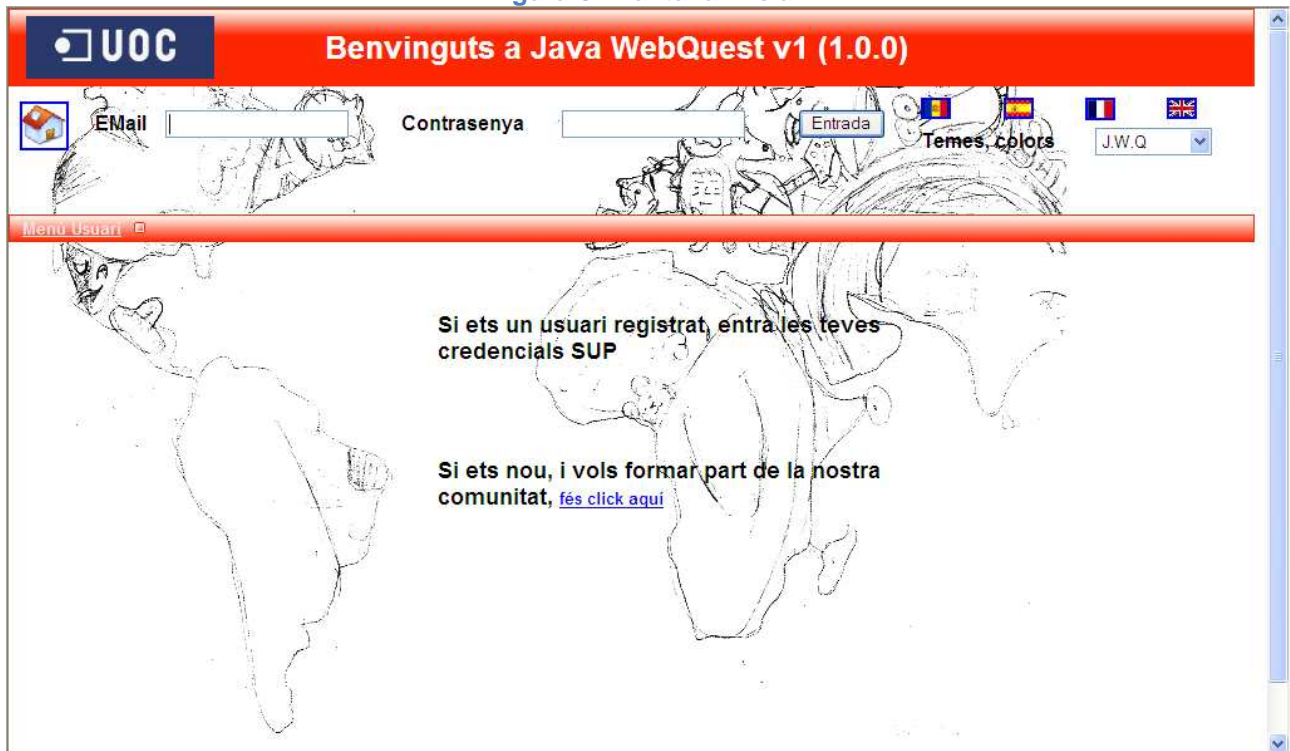 UOC
Benvinguts a Java WebQuest v1 (1.0.0)
EMail
Contrasenya
Entrada
Temes, colors
J.W.Q
Menú Usuari
Si ets un usuari registrat, entra les teves
credencials SUP
Si ets nou, i vols formar part de la nostra
comunitat, fés click aquí